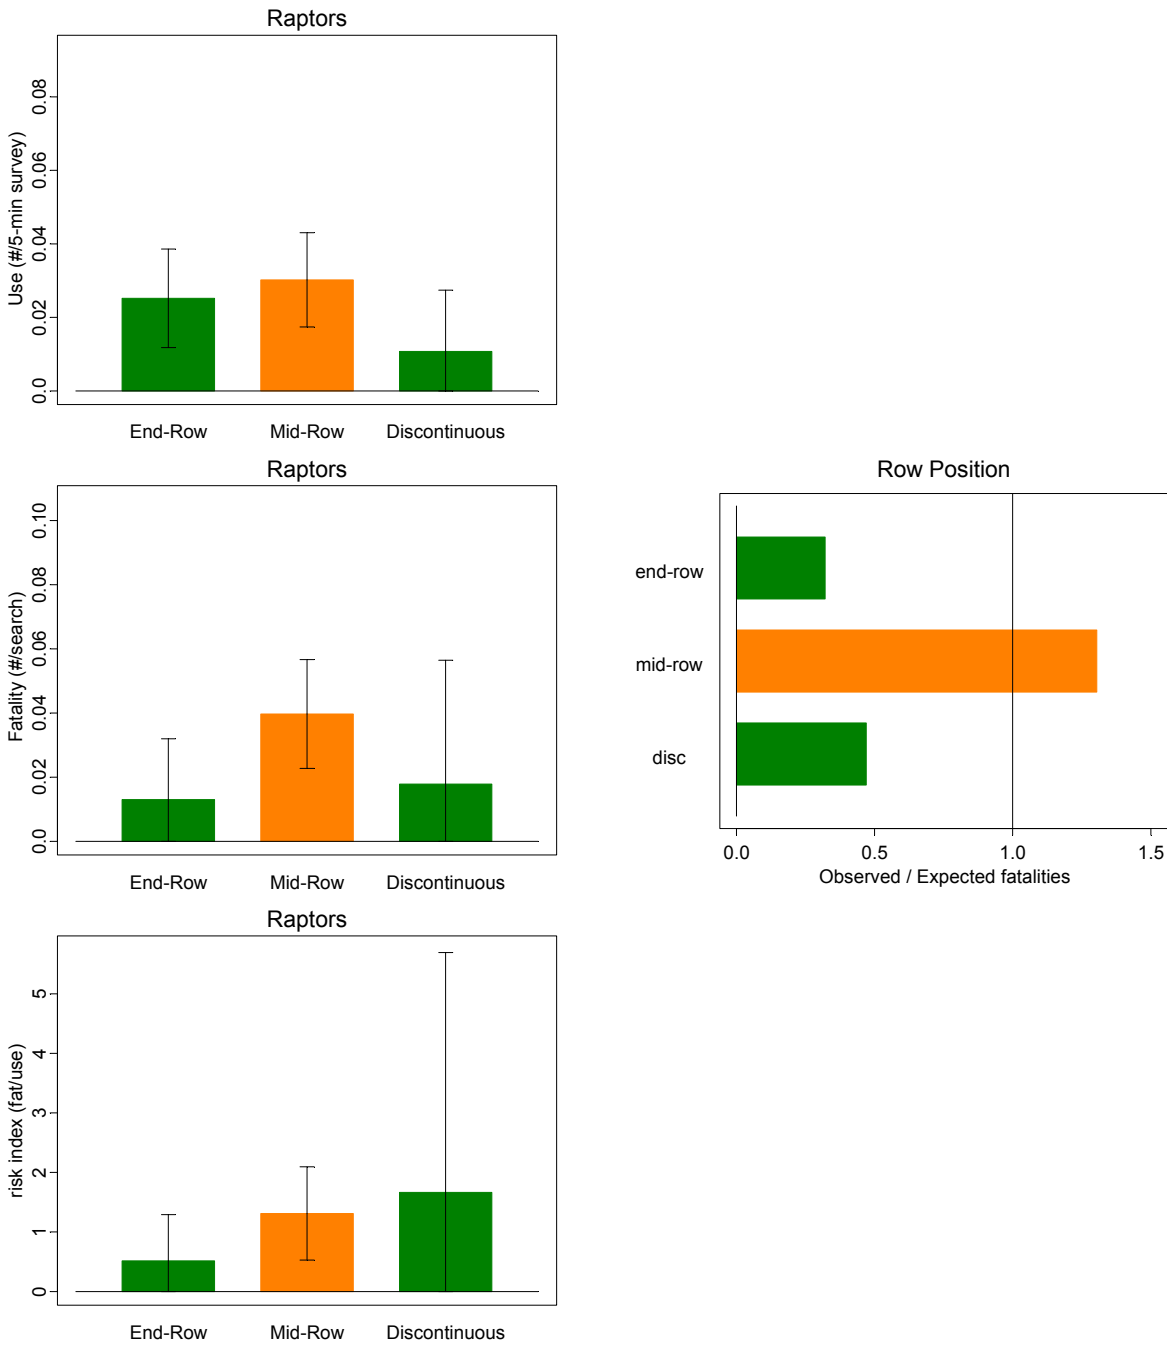 Raptors
Use (#/5-min survey)
0.08
0.06
0.04
0.02
0.0
End-Row Mid-Row Discontinuous
Raptors
Fatality (#/search)
0.10
0.08
0.06
0.04
0.02
0.0
End-Row Mid-Row Discontinuous
Row Position
end-row
mid-row
disc
0.0 0.5 1.0 1.5
Observed / Expected fatalities
Raptors
risk index (fat/use)
5
4
3
2
1
0
End-Row Mid-Row Discontinuous